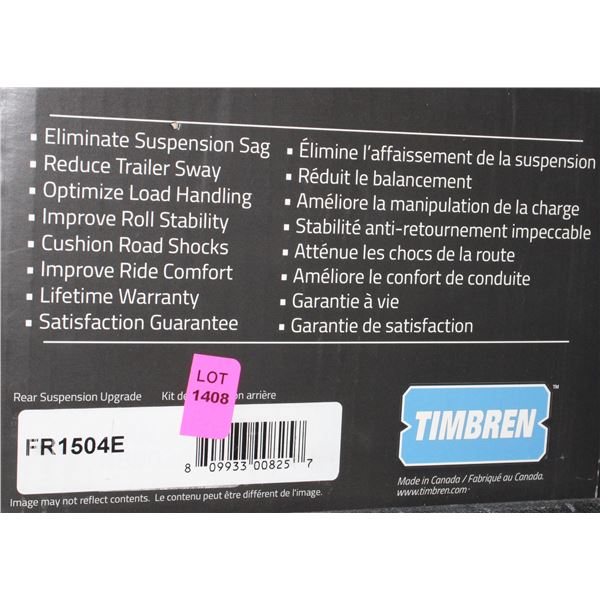 ▪ Eliminate Suspension Sag
▪ Reduce Trailer Sway
▪ Optimize Load Handling
▪ Improve Roll Stability
▪ Cushion Road Shocks
▪ Improve Ride Comfort
▪ Lifetime Warranty
▪ Satisfaction Guarantee
▪ Élimine l'affaissement de la suspension
▪ Réduit le balancement
▪ Améliore la manipulation de la charge
▪ Stabilité anti-retournement impeccable
▪ Atténue les chocs de la route
▪ Améliore le confort de conduite
▪ Garantie à vie
▪ Garantie de satisfaction
Rear Suspension Upgrade
Kit de arrière
LOT
1408
FR1504E
8 09933 00825 7
Image may not reflect contents. Le contenu peut être différent de l'image.
TIMBREN™
Made in Canada / Fabriqué au Canada.
www.timbren.com